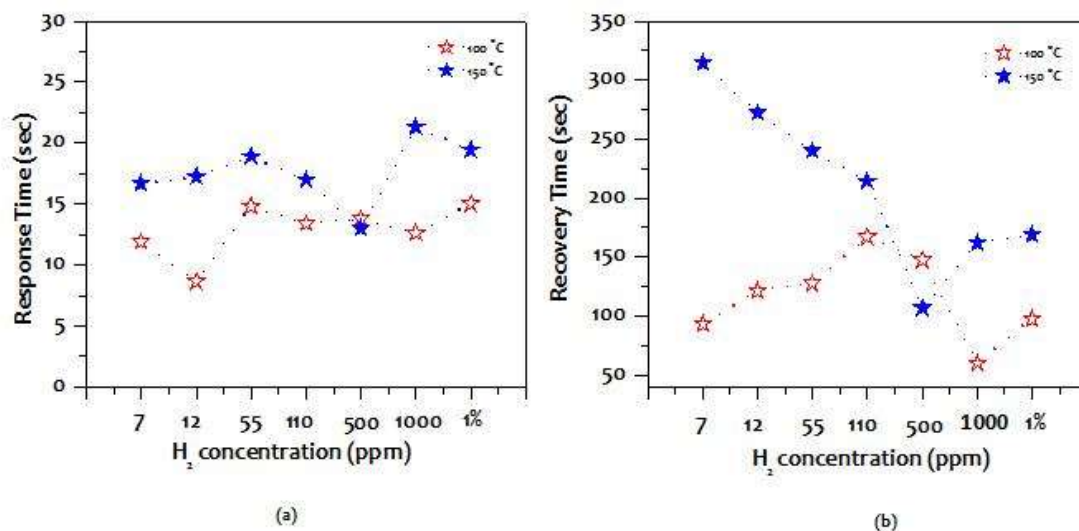 30
25
20
15
10
5
0
Response Time (sec)
100 °C
150 °C
7 12 55 110 500 1000 1%
H₂ concentration (ppm)
(a)
350
300
250
200
150
100
50
Recovery Time (sec)
100 °C
150 °C
7 12 55 110 500 1000 1%
H₂ concentration (ppm)
(b)